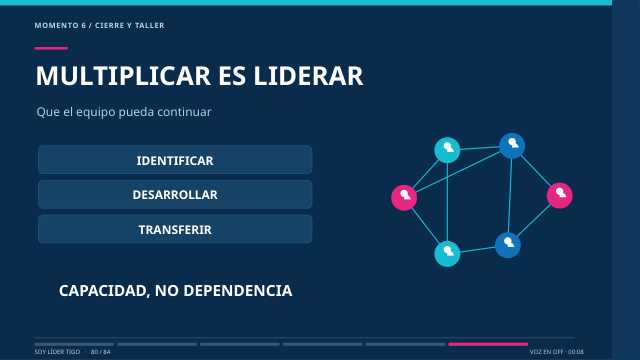 MOMENTO 6 / CIERRE Y TALLER
MULTIPLICAR ES LIDERAR
Que el equipo pueda continuar
IDENTIFICAR
DESARROLLAR
TRANSFERIR
CAPACIDAD, NO DEPENDENCIA
SOY LÍDER TIGO · 80 / 84
VOZ EN OFF · 00:08